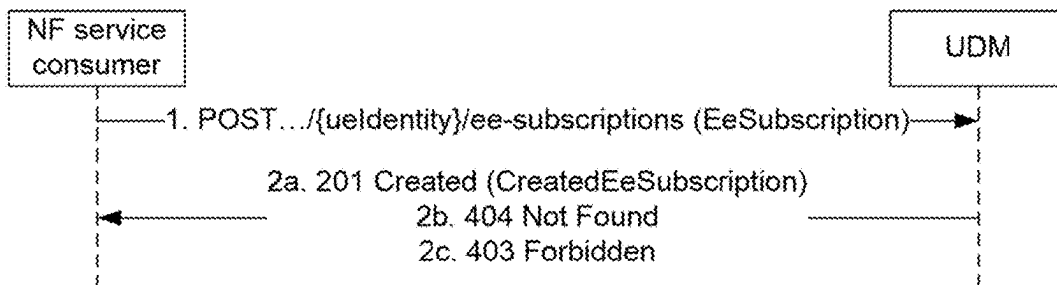 NF service
consumer
UDM
1. POST.../{ueIdentity}/ee-subscriptions (EeSubscription)
2a. 201 Created (CreatedEeSubscription)
2b. 404 Not Found
2c. 403 Forbidden